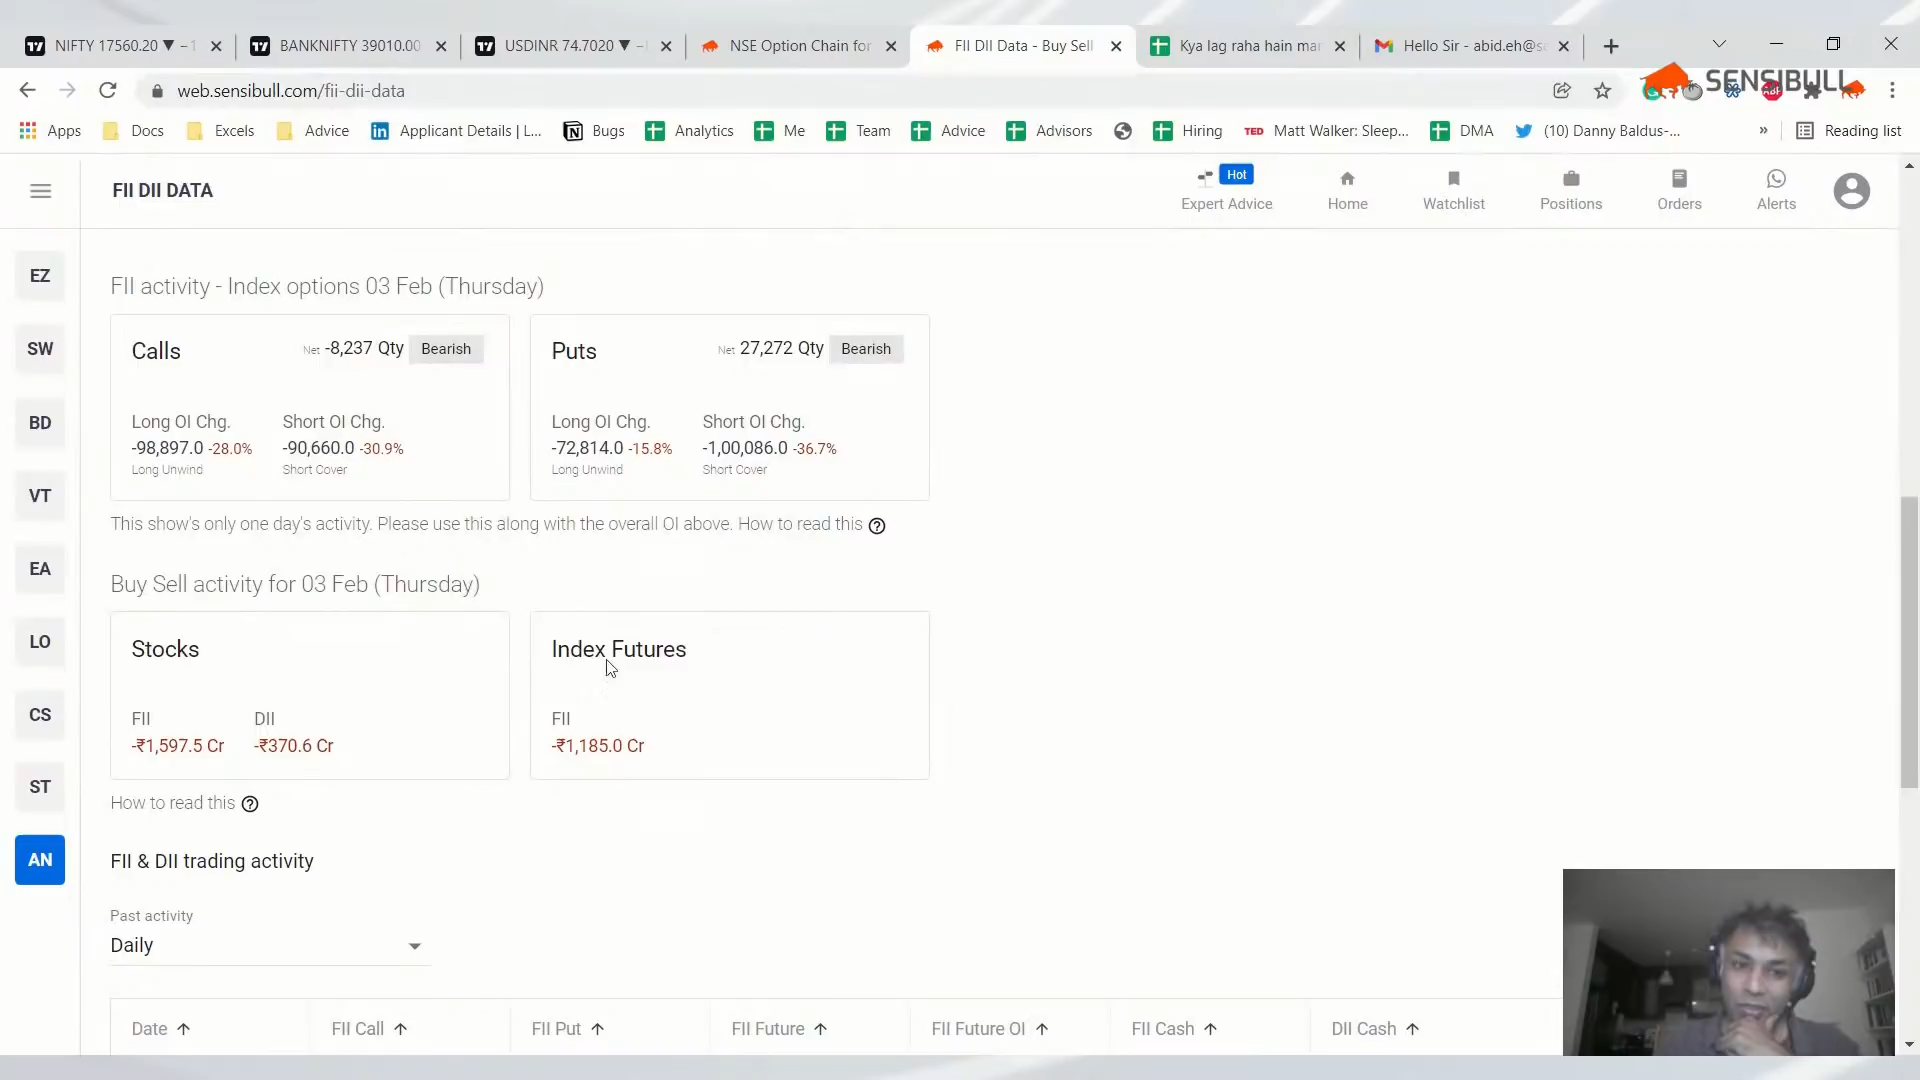 NIFTY 17560.20 ▼ −1
BANKNIFTY 39010.00
USDINR 74.7020 ▼ −
NSE Option Chain for
FII DII Data - Buy Sell
Kya lag raha hain mar
Hello Sir - abid.eh@s
web.sensibull.com/fii-dii-data
SENSIBULL
Apps
Docs
Excels
Advice
Applicant Details | L...
Bugs
Analytics
Me
Team
Advice
Advisors
Hiring
TED
Matt Walker: Sleep...
DMA
(10) Danny Baldus-...
»
Reading list
FII DII DATA
Hot
Expert Advice
Home
Watchlist
Positions
Orders
Alerts
EZ
SW
BD
VT
EA
LO
CS
ST
AN
FII activity - Index options 03 Feb (Thursday)
Calls
Net -8,237 Qty
Bearish
Long OI Chg.
Short OI Chg.
-98,897.0 -28.0%
-90,660.0 -30.9%
Long Unwind
Short Cover
Puts
Net 27,272 Qty
Bearish
Long OI Chg.
Short OI Chg.
-72,814.0 -15.8%
-1,00,086.0 -36.7%
Long Unwind
Short Cover
This show's only one day's activity. Please use this along with the overall OI above. How to read this ?
Buy Sell activity for 03 Feb (Thursday)
Stocks
FII
DII
-₹1,597.5 Cr
-₹370.6 Cr
Index Futures
FII
-₹1,185.0 Cr
How to read this ?
FII & DII trading activity
Past activity
Daily
Date ↑
FII Call ↑
FII Put ↑
FII Future ↑
FII Future OI ↑
FII Cash ↑
DII Cash ↑